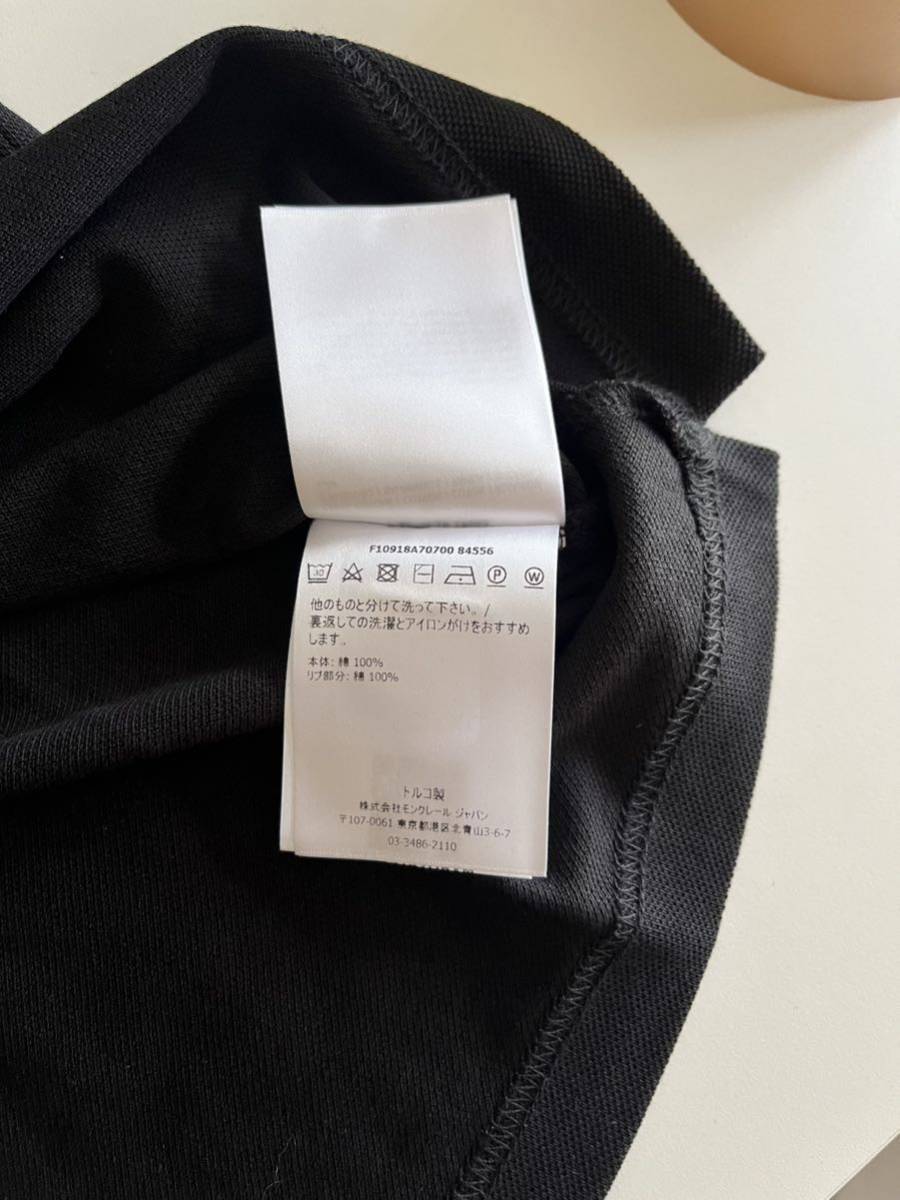 F10918A70700 84556
30
P
W
他のものと分けて洗って下さい。/
裏返しての洗濯とアイロンがけをおすすめ
します。
本体: 綿 100%
リブ部分: 綿 100%
トルコ製
株式会社モンクレール ジャパン
〒107-0061 東京都港区北青山3-6-7
03-3486-2110